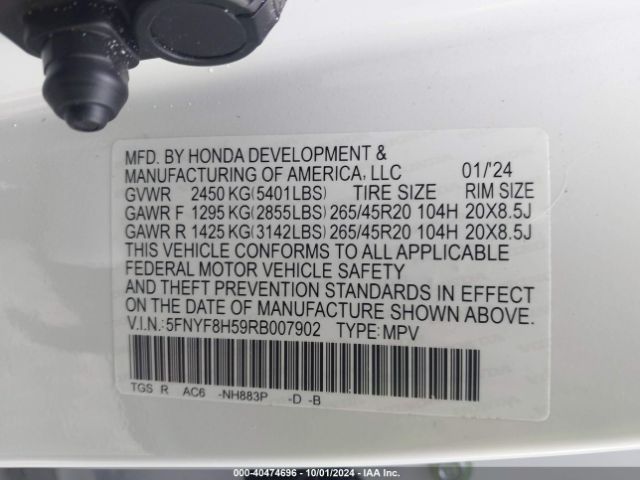 MFD. BY HONDA DEVELOPMENT &
MANUFACTURING OF AMERICA, LLC 01/'24
GVWR 2450 KG(5401LBS) TIRE SIZE RIM SIZE
GAWR F 1295 KG(2855LBS) 265/45R20 104H 20X8.5J
GAWR R 1425 KG(3142LBS) 265/45R20 104H 20X8.5J
THIS VEHICLE CONFORMS TO ALL APPLICABLE
FEDERAL MOTOR VEHICLE SAFETY
AND THEFT PREVENTION STANDARDS IN EFFECT
ON THE DATE OF MANUFACTURE SHOWN ABOVE.
V.I.N.: 5FNYF8H59RB007902 TYPE: MPV
TGS R AC6 -NH883P -D -B
000-40474696 - 10/01/2024 - IAA Inc.